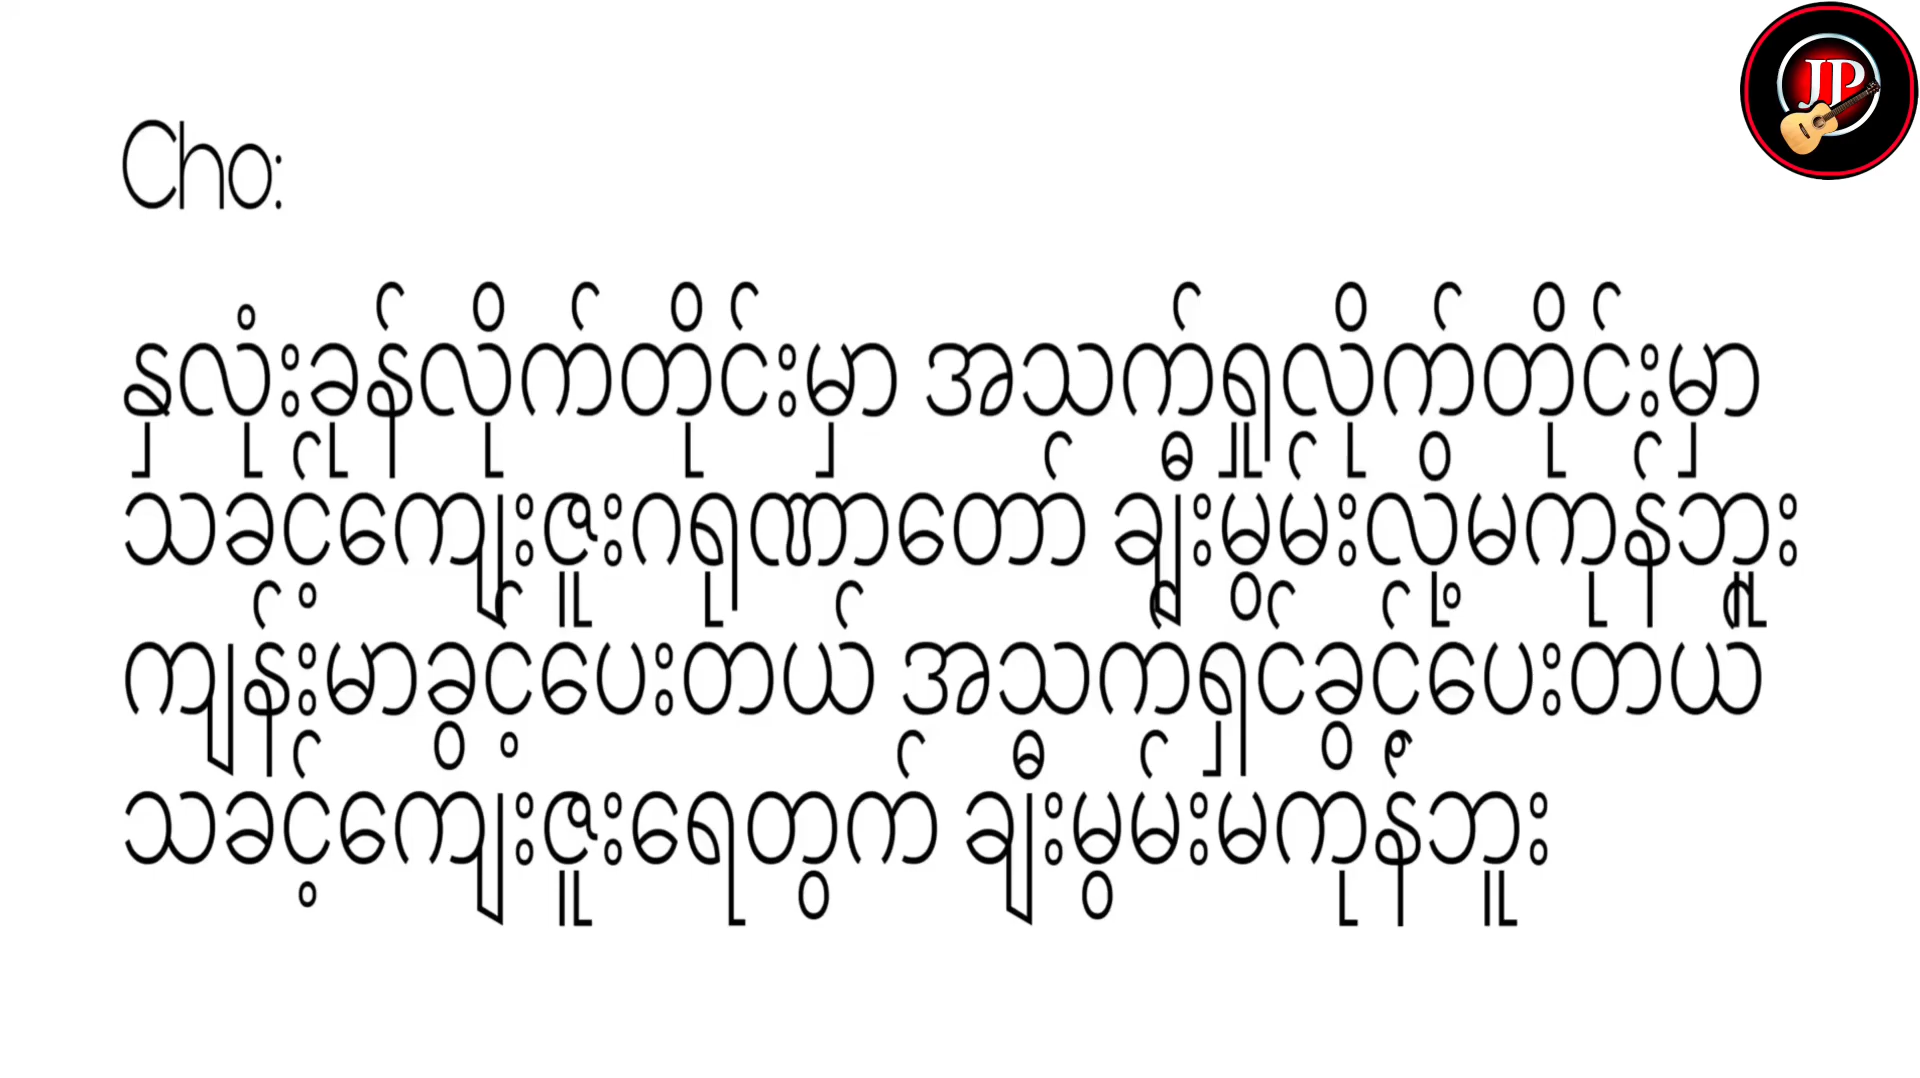 JP
Cho:
နှလုံးခုန်လိုက်တိုင်းမှာ အသက်ရှူလိုက်တိုင်းမှာ
သခင့်ကျေးဇူးဂရုဏာတော် ချီးမွမ်းလို့မကုန်ဘူး
ကျန်းမာခွင့်ပေးတယ် အသက်ရှင်ခွင့်ပေးတယ်
သခင့်ကျေးဇူးရေတွက် ချီးမွမ်းမကုန်ဘူး